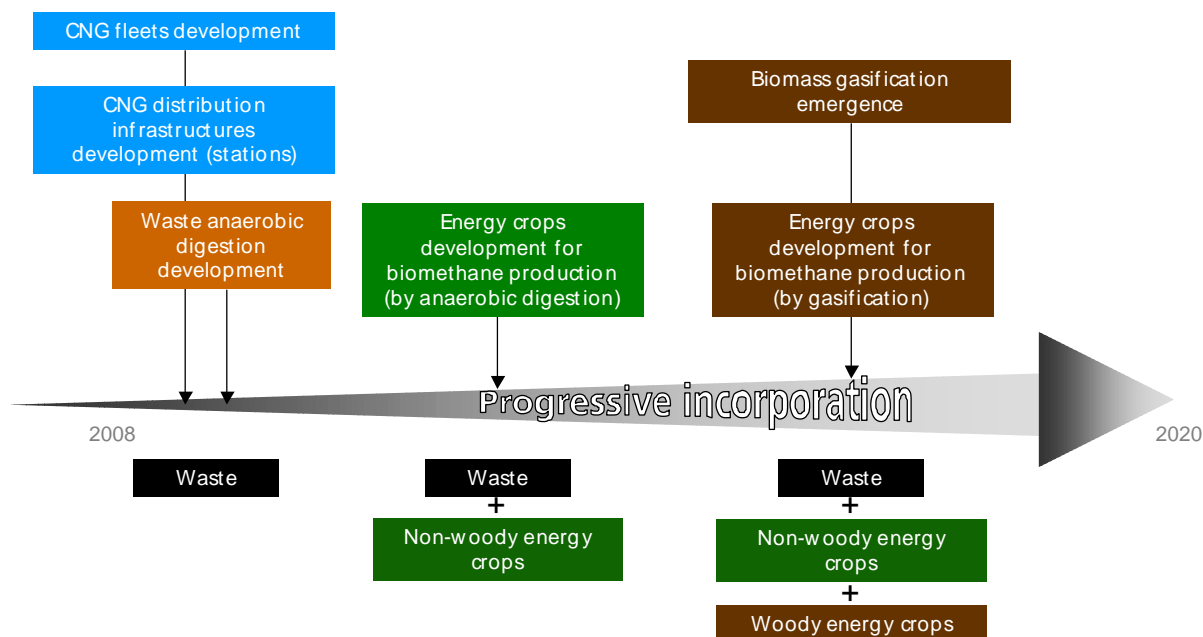 CNG fleets development
CNG distribution
infrastructures
development (stations)
Waste anaerobic
digestion
development
Energy crops
development for
biomethane production
(by anaerobic digestion)
Biomass gasification
emergence
Energy crops
development for
biomethane production
(by gasification)
Progressive incorporation
2008
2020
Waste
Waste
+
Non-woody energy
crops
Waste
+
Non-woody energy
crops
+
Woody energy crops